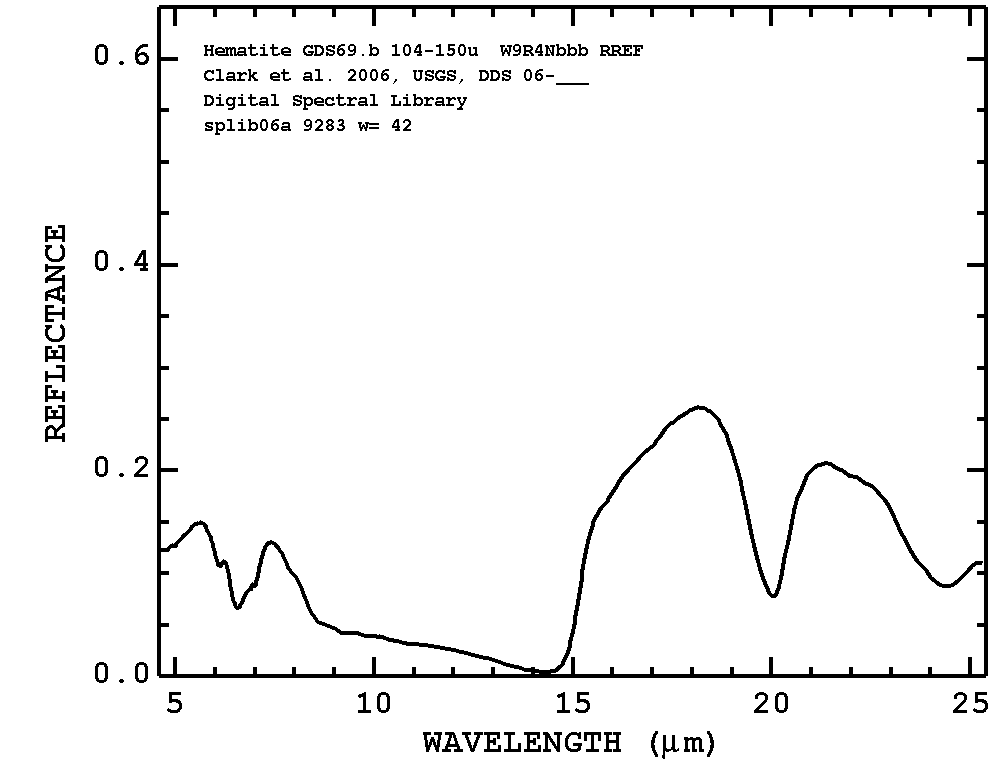 Hematite GDS69.b 104-150u  W9R4Nbbb RREF
Clark et al. 2006, USGS, DDS 06-___
Digital Spectral Library
splib06a 9283 w= 42
0.6
0.4
0.2
0.0
REFLECTANCE
5 10 15 20 25
WAVELENGTH (μm)